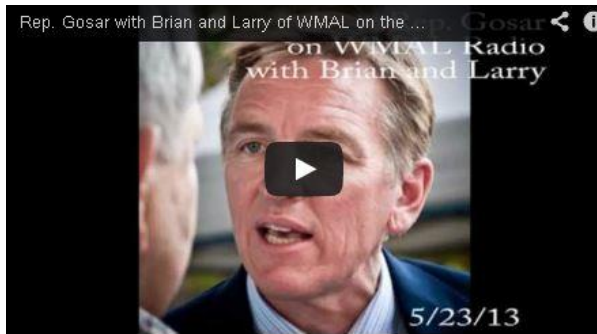 Rep. Gosar with Brian and Larry of WMAL on the ...
Rep. Gosar
on WMAL Radio
with Brian and Larry
5/23/13